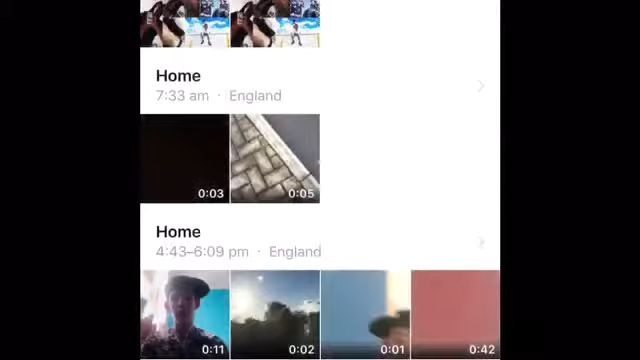 Home
7:33 am · England
0:03
0:05
Home
4:43–6:09 pm · England
0:11
0:02
0:01
0:42